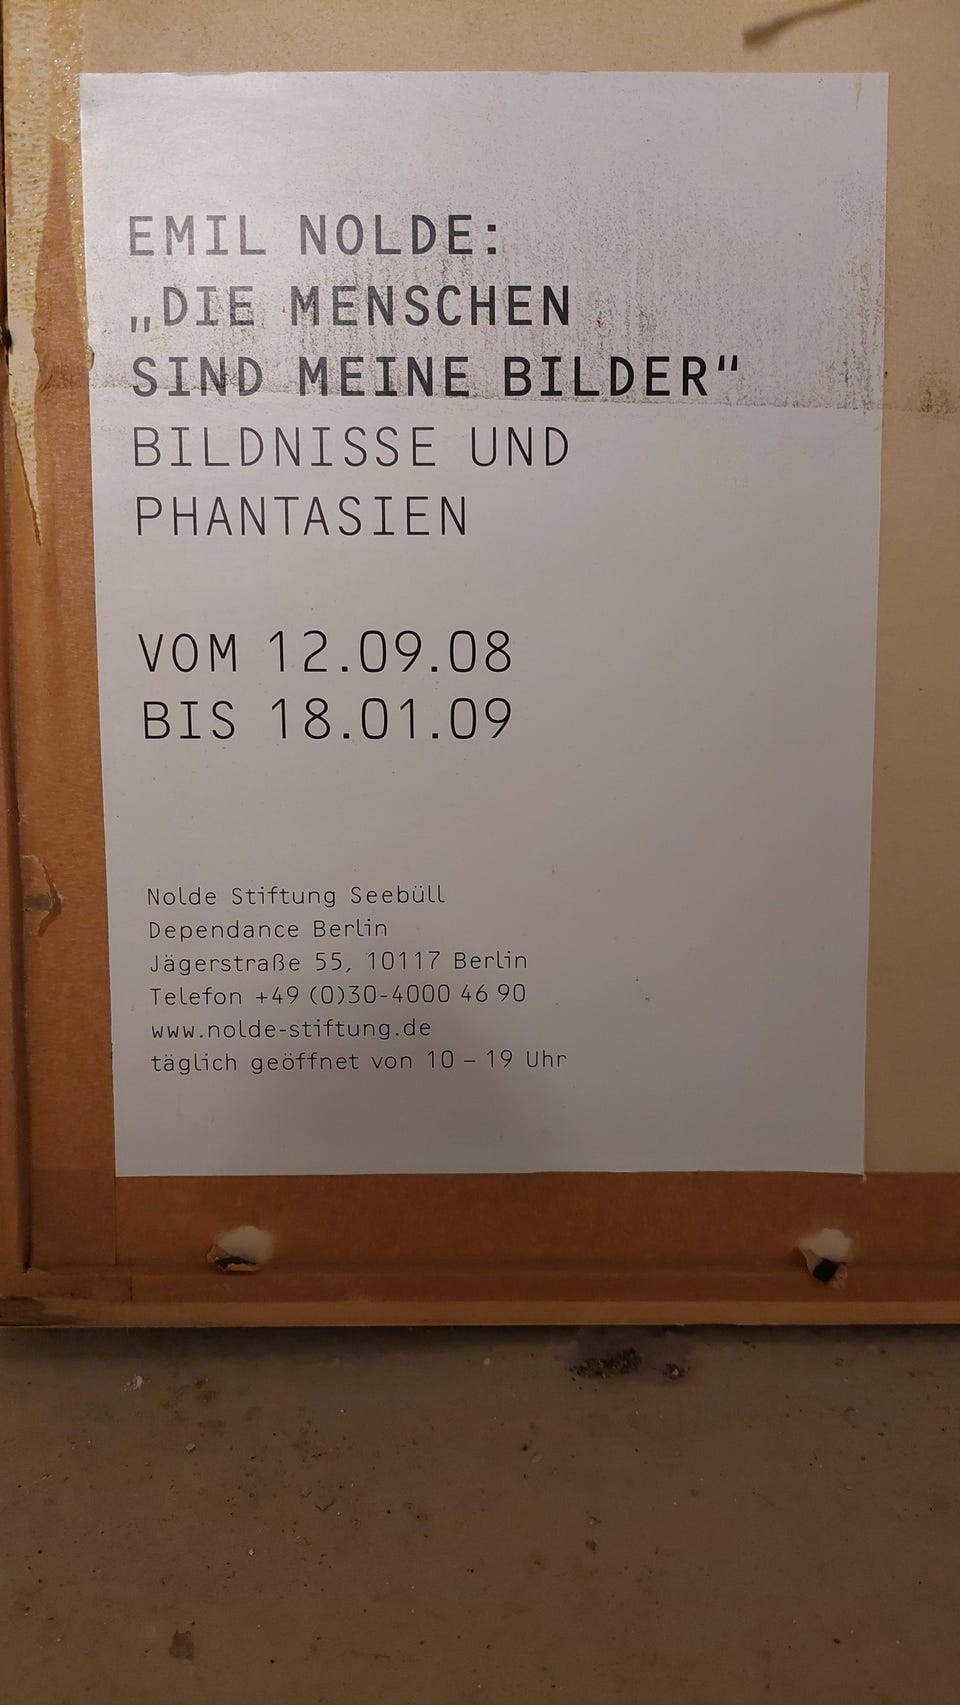 EMIL NOLDE:
„DIE MENSCHEN
SIND MEINE BILDER“
BILDNISSE UND
PHANTASIEN
VOM 12.09.08
BIS 18.01.09
Nolde Stiftung Seebüll
Dependance Berlin
Jägerstraße 55, 10117 Berlin
Telefon +49 (0)30-4000 46 90
www.nolde-stiftung.de
täglich geöffnet von 10 – 19 Uhr